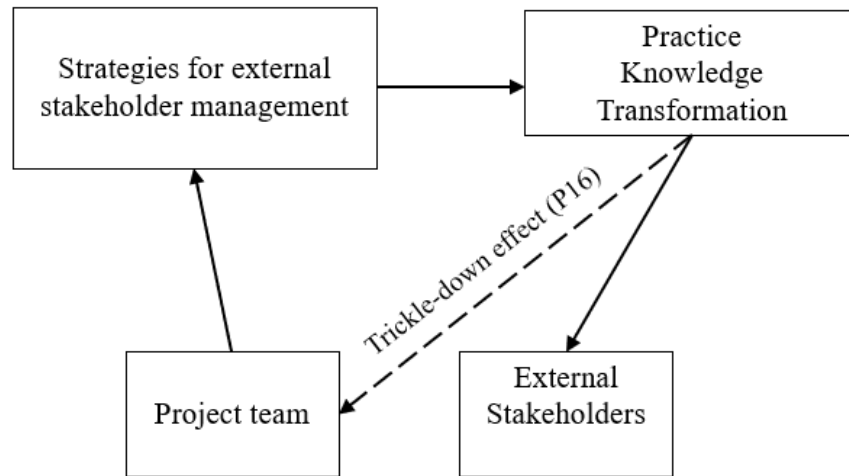 Strategies for external
stakeholder management
Practice
Knowledge
Transformation
Trickle-down effect (P16)
Project team
External
Stakeholders